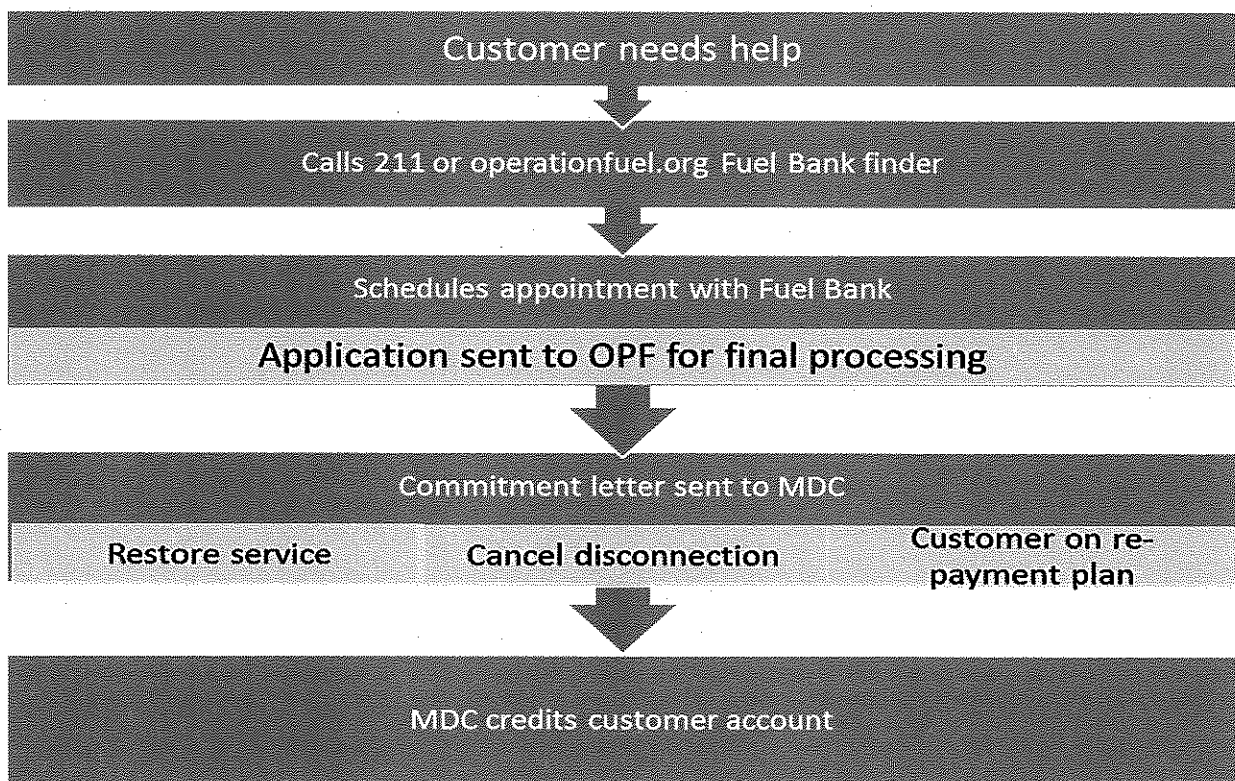 Customer needs help
Calls 211 or operationfuel.org Fuel Bank finder
Schedules appointment with Fuel Bank
Application sent to OPF for final processing
Commitment letter sent to MDC
Restore service
Cancel disconnection
Customer on re-
payment plan
MDC credits customer account